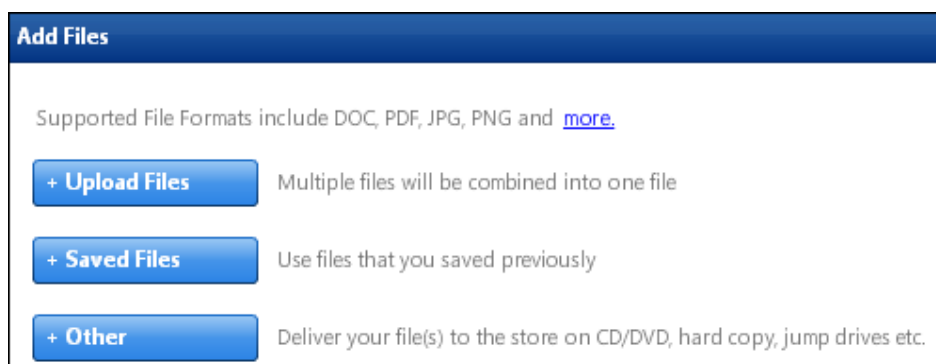 Add Files
Supported File Formats include DOC, PDF, JPG, PNG and more.
+ Upload Files Multiple files will be combined into one file
+ Saved Files Use files that you saved previously
+ Other Deliver your file(s) to the store on CD/DVD, hard copy, jump drives etc.